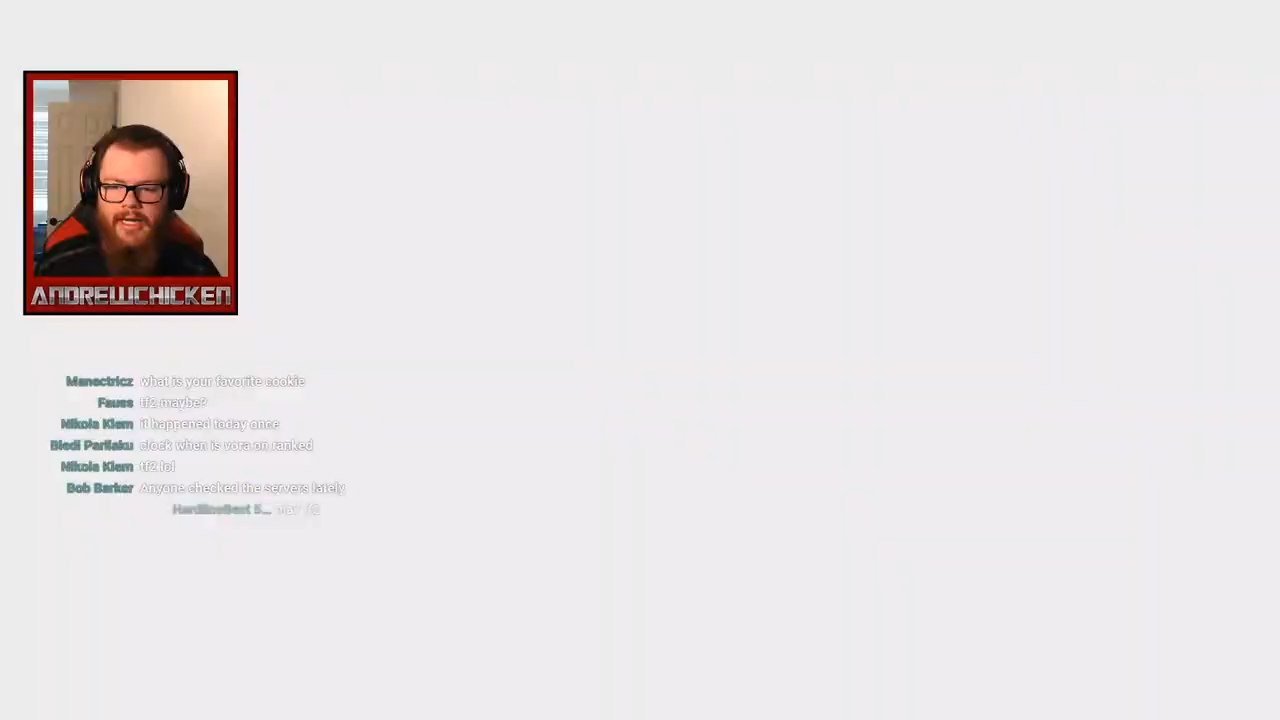 ANDREWCHICKEN
Manectricz what is your favorite cookie
Fauss tf2 maybe?
Nikola Klem it happened today once
Bledi Parllaku clock when is vora on ranked
Nikola Klem tf2 lol
Bob Barker Anyone checked the servers lately